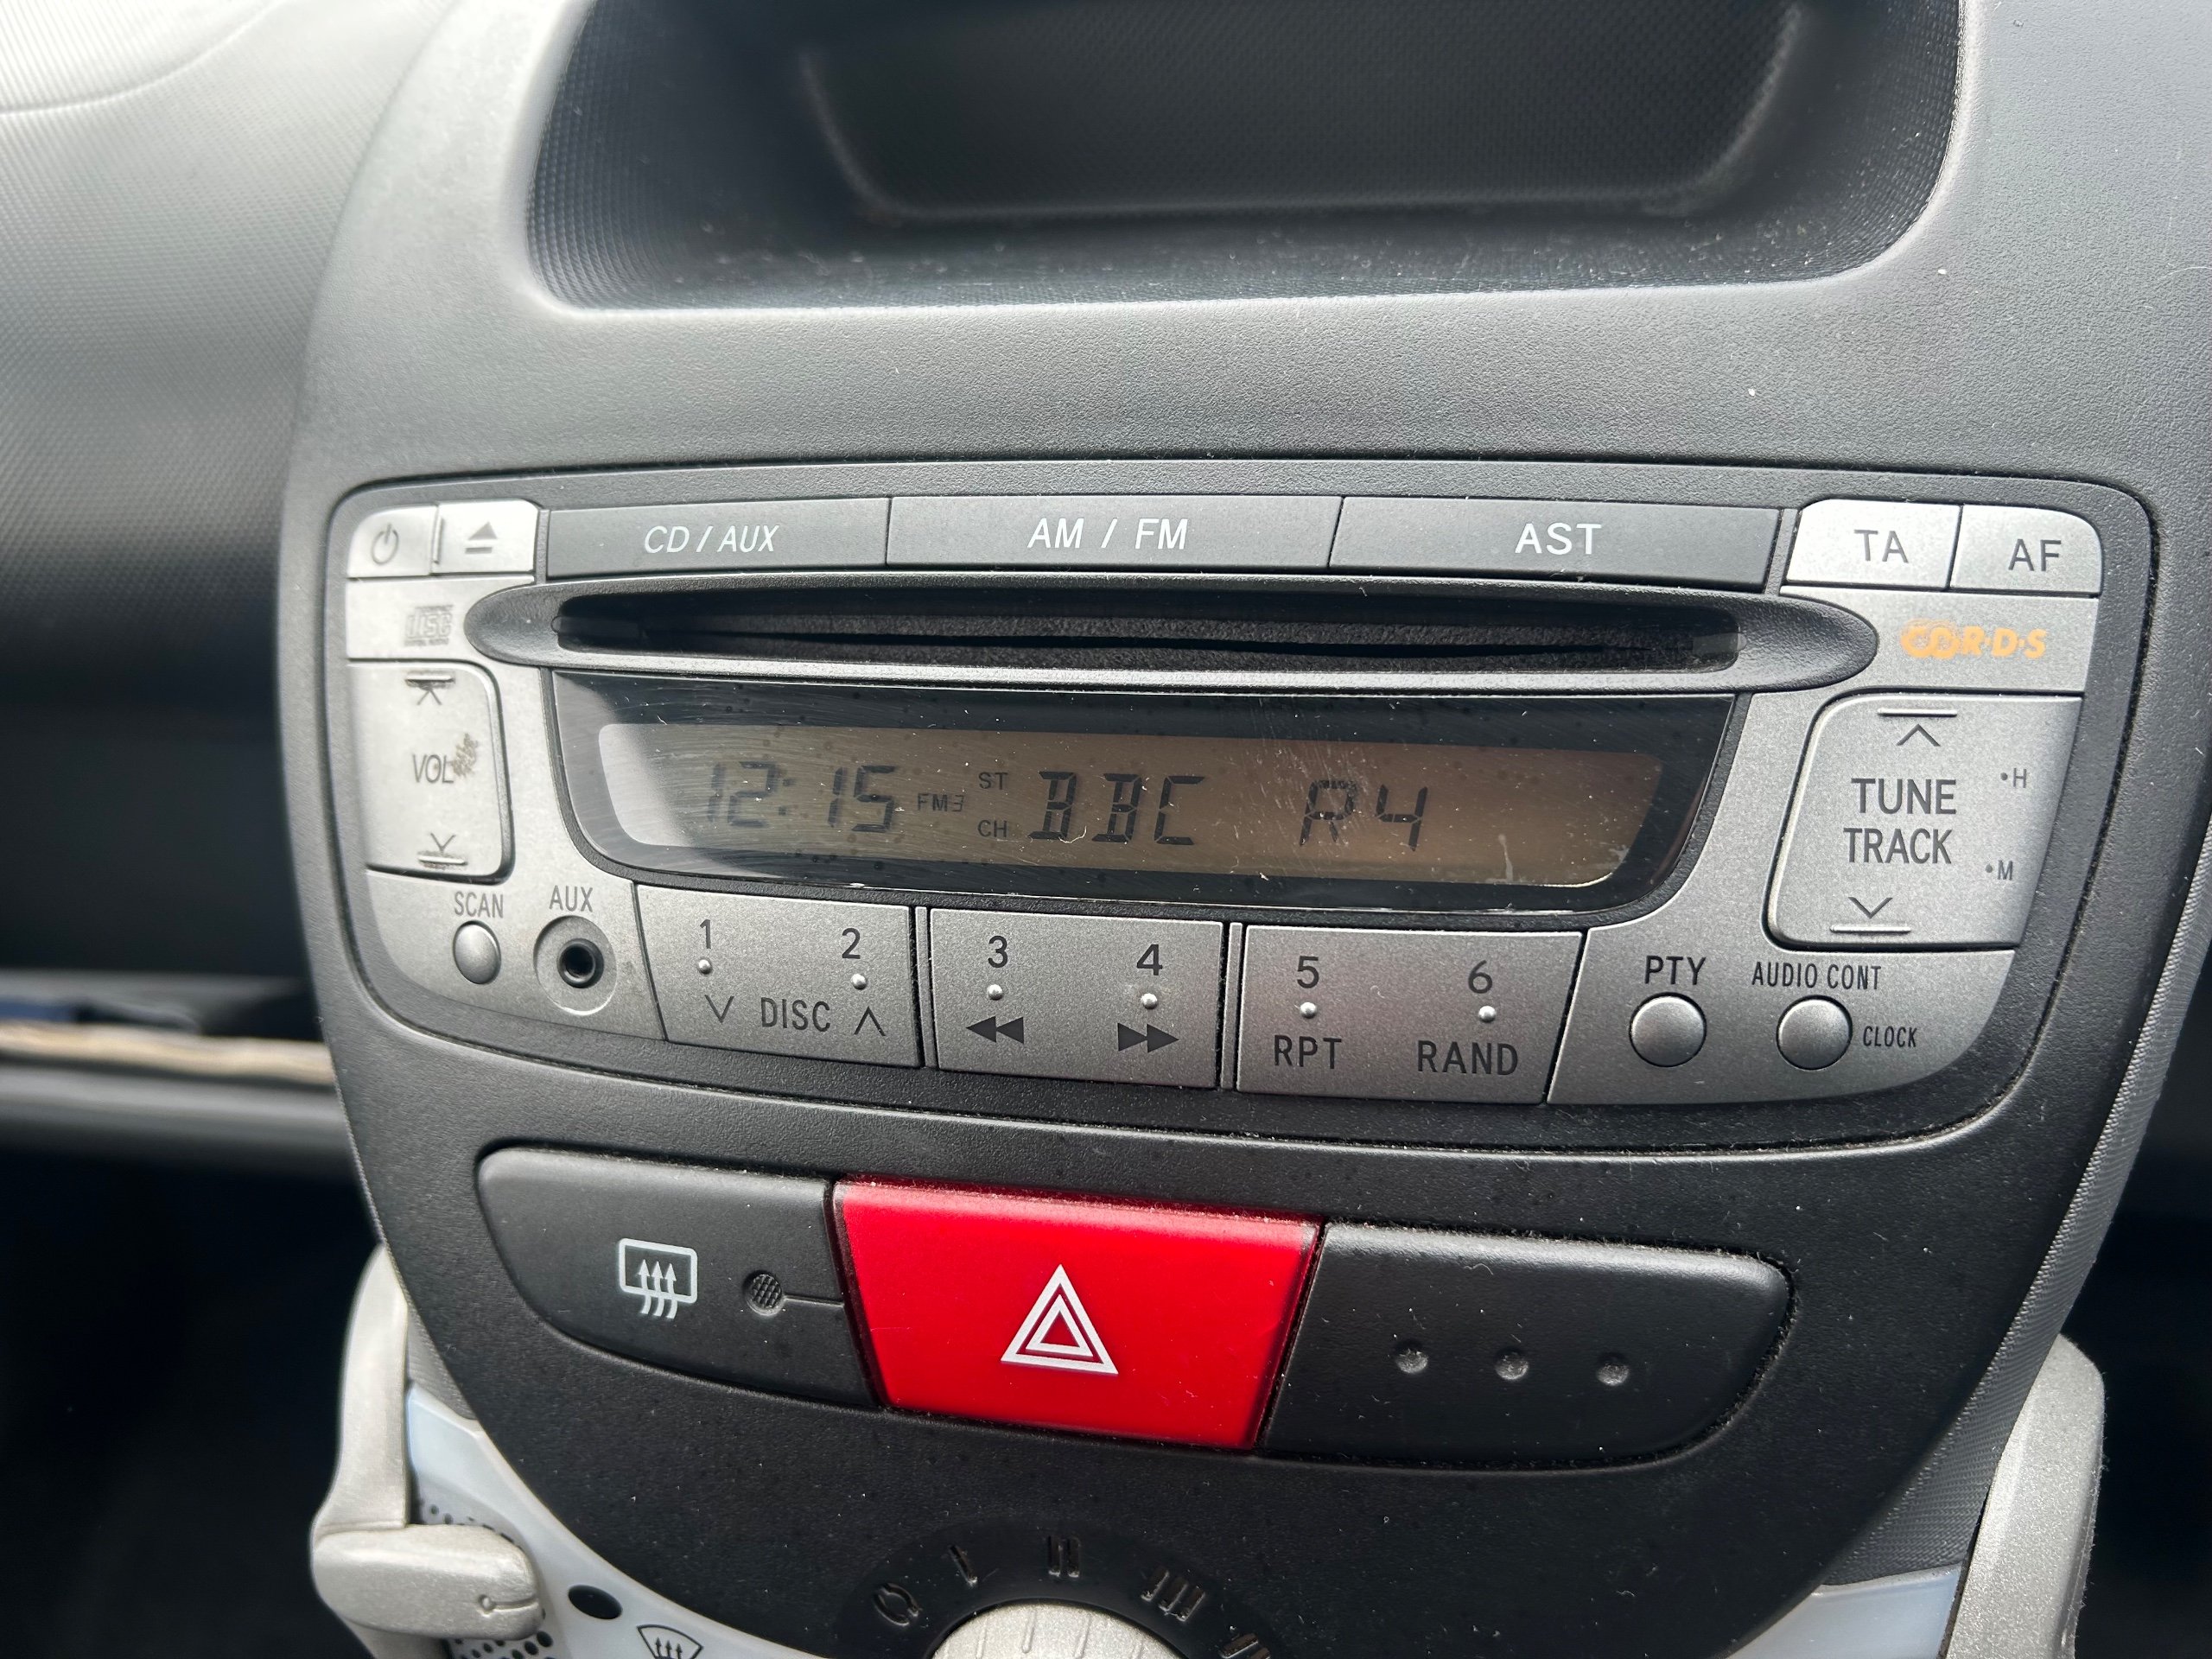 CD / AUX AM / FM AST TA AF
DISC R·D·S
VOL
12:15 FM3 ST CH BBC R4
TUNE •H
TRACK •M
SCAN AUX 1 2 3 4 5 6 PTY AUDIO CONT
DISC RPT RAND CLOCK